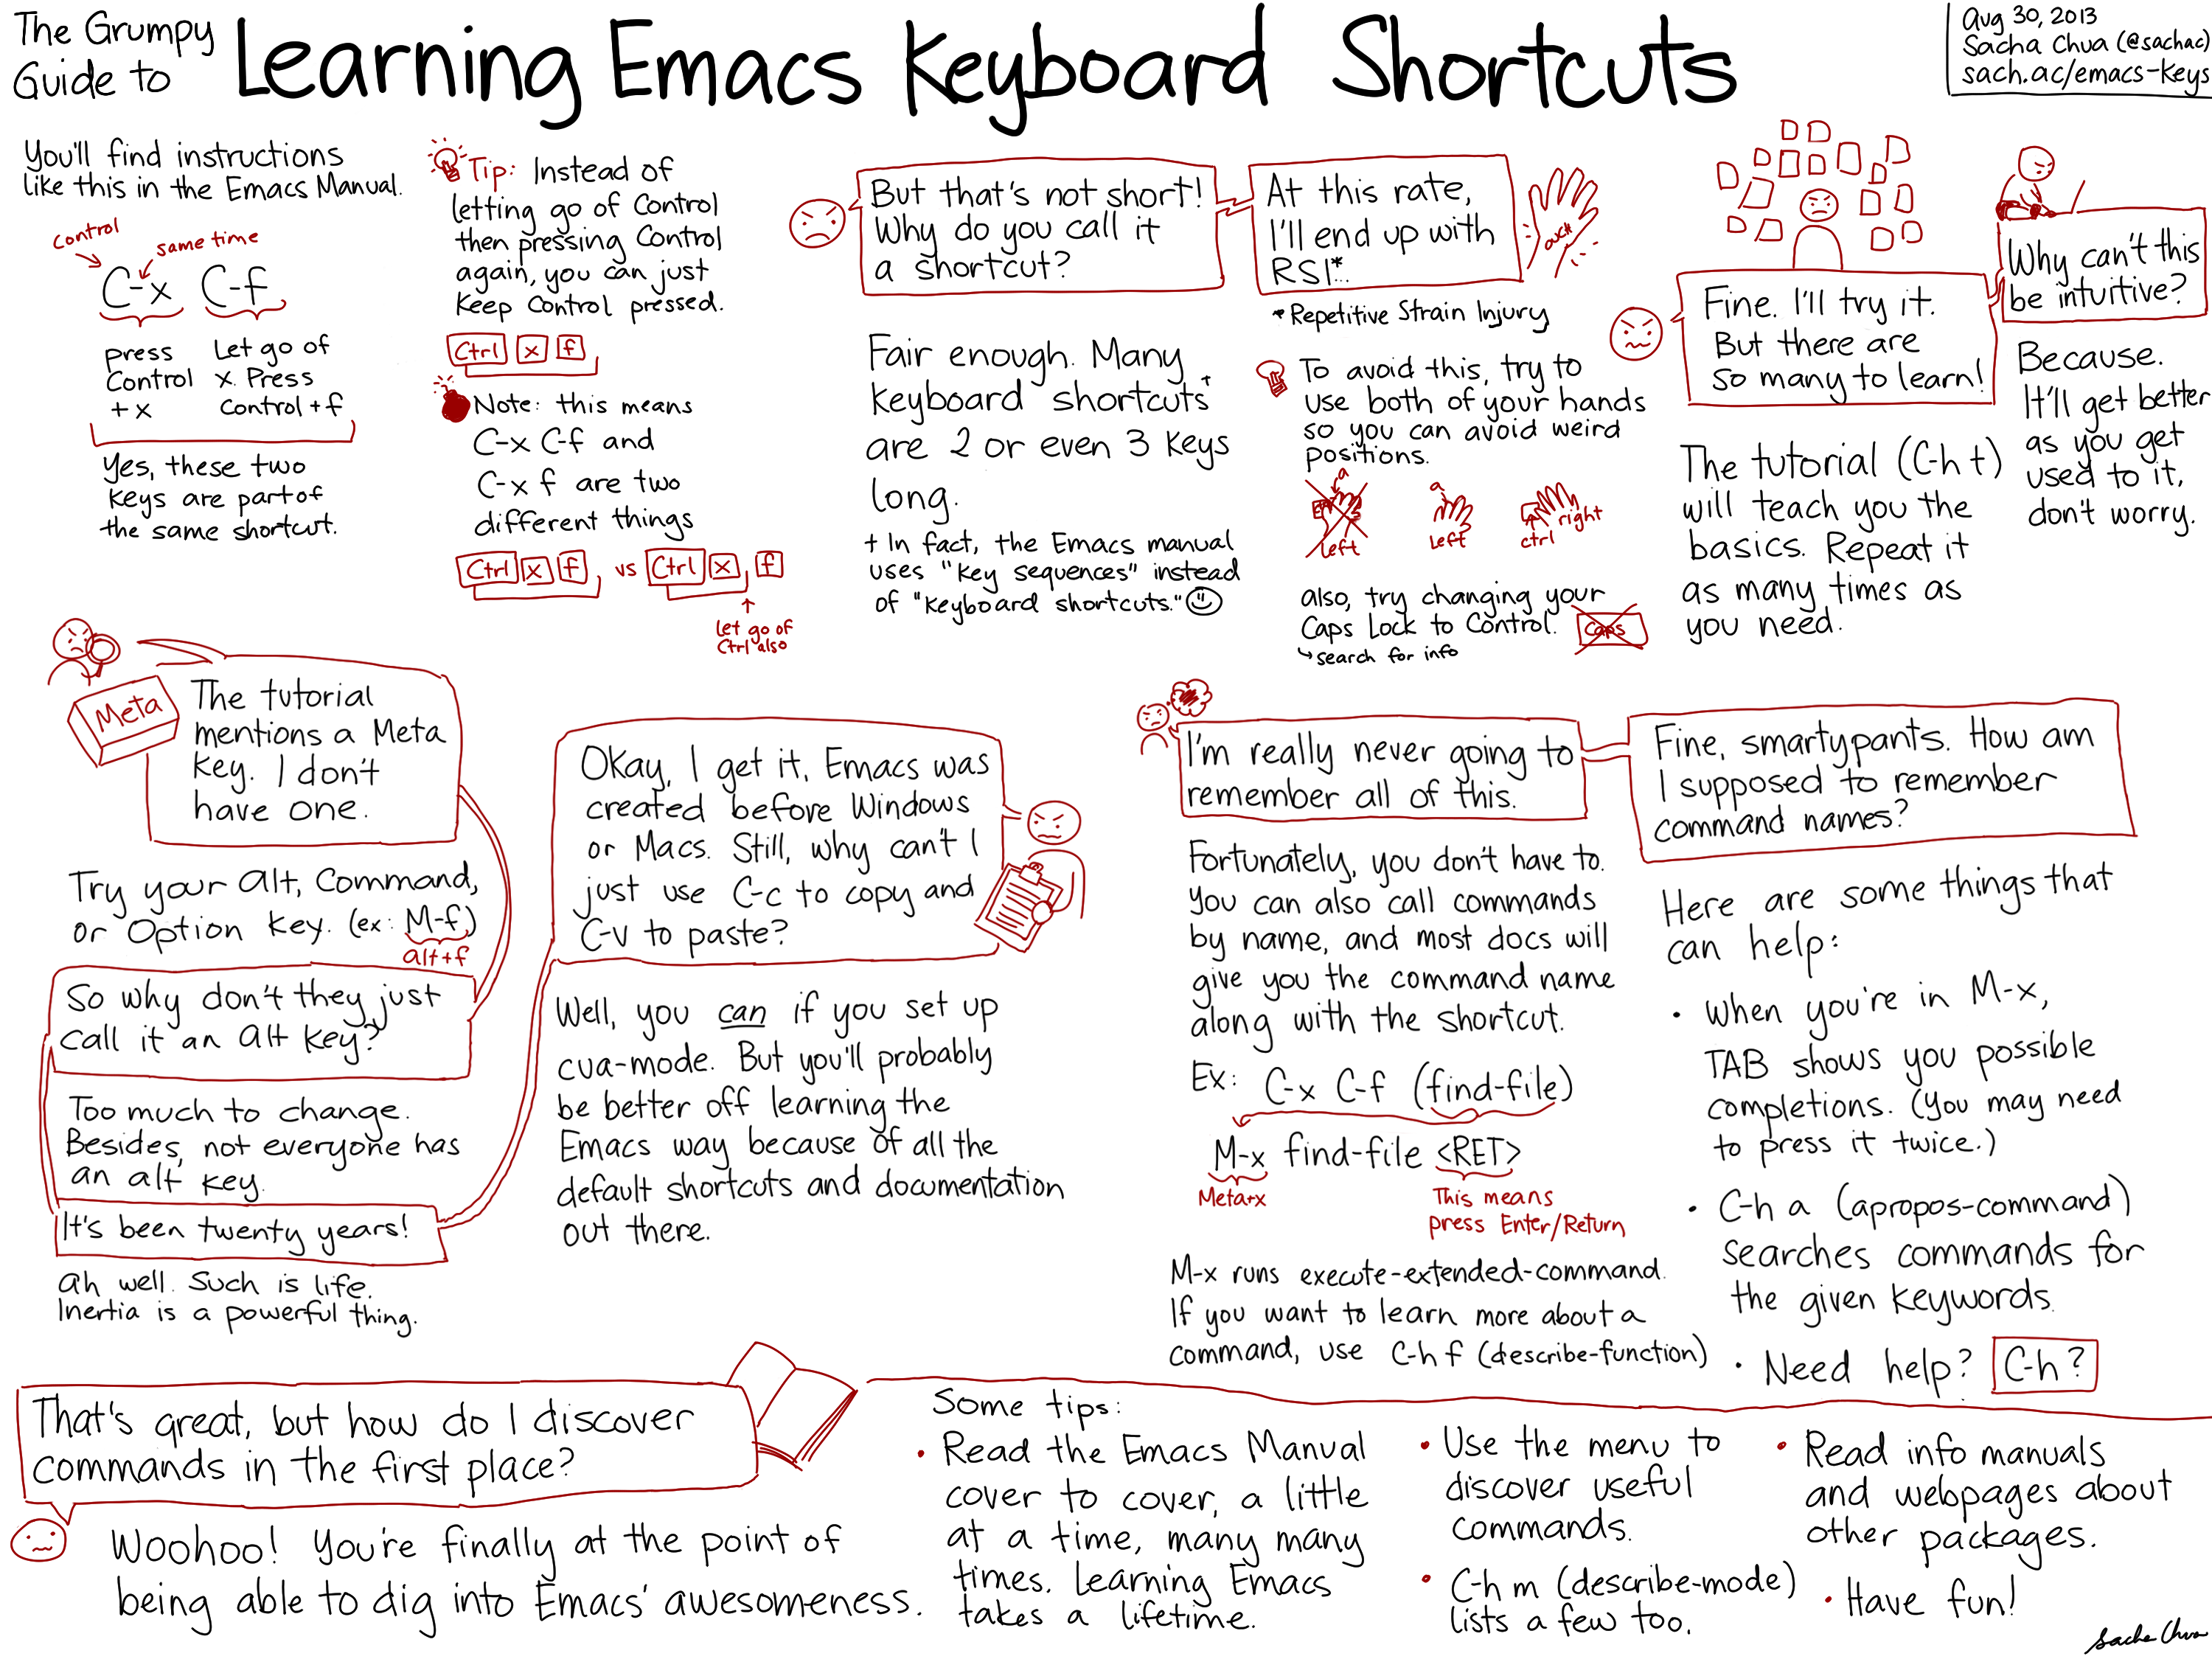 The Grumpy
Guide to
Learning Emacs Keyboard Shortcuts
Aug 30, 2013
Sacha Chua (@sachac)
sach.ac/emacs-keys
You'll find instructions
like this in the Emacs Manual.
control
same time
C-x C-f
press
Control
+ x
Let go of
x. Press
Control + f
Yes, these two
keys are part of
the same shortcut.
Tip: Instead of
letting go of Control
then pressing Control
again, you can just
keep Control pressed.
Ctrl x f
Note: this means
C-x C-f and
C-x f are two
different things
Ctrl x f, vs Ctrl x, f
let go of
Ctrl also
But that's not short!
Why do you call it
a shortcut?
At this rate,
I'll end up with
RSI*...
OUCH
* Repetitive Strain Injury
Fair enough. Many
keyboard shortcuts+
are 2 or even 3 keys
long.
+ In fact, the Emacs manual
uses "key sequences" instead
of "keyboard shortcuts."
To avoid this, try to
use both of your hands
so you can avoid weird
positions.
a
left
a
left
ctrl
right
also, try changing your
Caps Lock to Control.
Caps
search for info
Fine. I'll try it.
But there are
so many to learn!
Why can't this
be intuitive?
The tutorial (C-h t)
will teach you the
basics. Repeat it
as many times as
you need.
Because.
It'll get better
as you get
used to it,
don't worry.
Meta
The tutorial
mentions a Meta
key. I don't
have one.
Try your Alt, Command,
or Option key. (ex: M-f)
alt+f
So why don't they just
call it an Alt key?
Too much to change.
Besides, not everyone has
an alt key.
It's been twenty years!
Ah well. Such is life.
Inertia is a powerful thing.
Okay, I get it, Emacs was
created before Windows
or Macs. Still, why can't I
just use C-c to copy and
C-v to paste?
Well, you can if you set up
cua-mode. But you'll probably
be better off learning the
Emacs way because of all the
default shortcuts and documentation
out there.
I'm really never going to
remember all of this.
Fortunately, you don't have to.
You can also call commands
by name, and most docs will
give you the command name
along with the shortcut.
Ex: C-x C-f (find-file)
M-x find-file <RET>
Meta+x
This means
press Enter/Return
M-x runs execute-extended-command.
If you want to learn more about a
command, use C-h f (describe-function)
Fine, smartypants. How am
I supposed to remember
command names?
Here are some things that
can help:
• When you're in M-x,
TAB shows you possible
completions. (You may need
to press it twice.)
• C-h a (apropos-command)
searches commands for
the given keywords.
• Need help? C-h ?
That's great, but how do I discover
commands in the first place?
Woohoo! You're finally at the point of
being able to dig into Emacs' awesomeness.
Some tips:
• Read the Emacs Manual
cover to cover, a little
at a time, many many
times. Learning Emacs
takes a lifetime.
• Use the menu to
discover useful
commands.
• C-h m (describe-mode)
lists a few too.
• Read info manuals
and webpages about
other packages.
• Have fun!
Sacha Chua